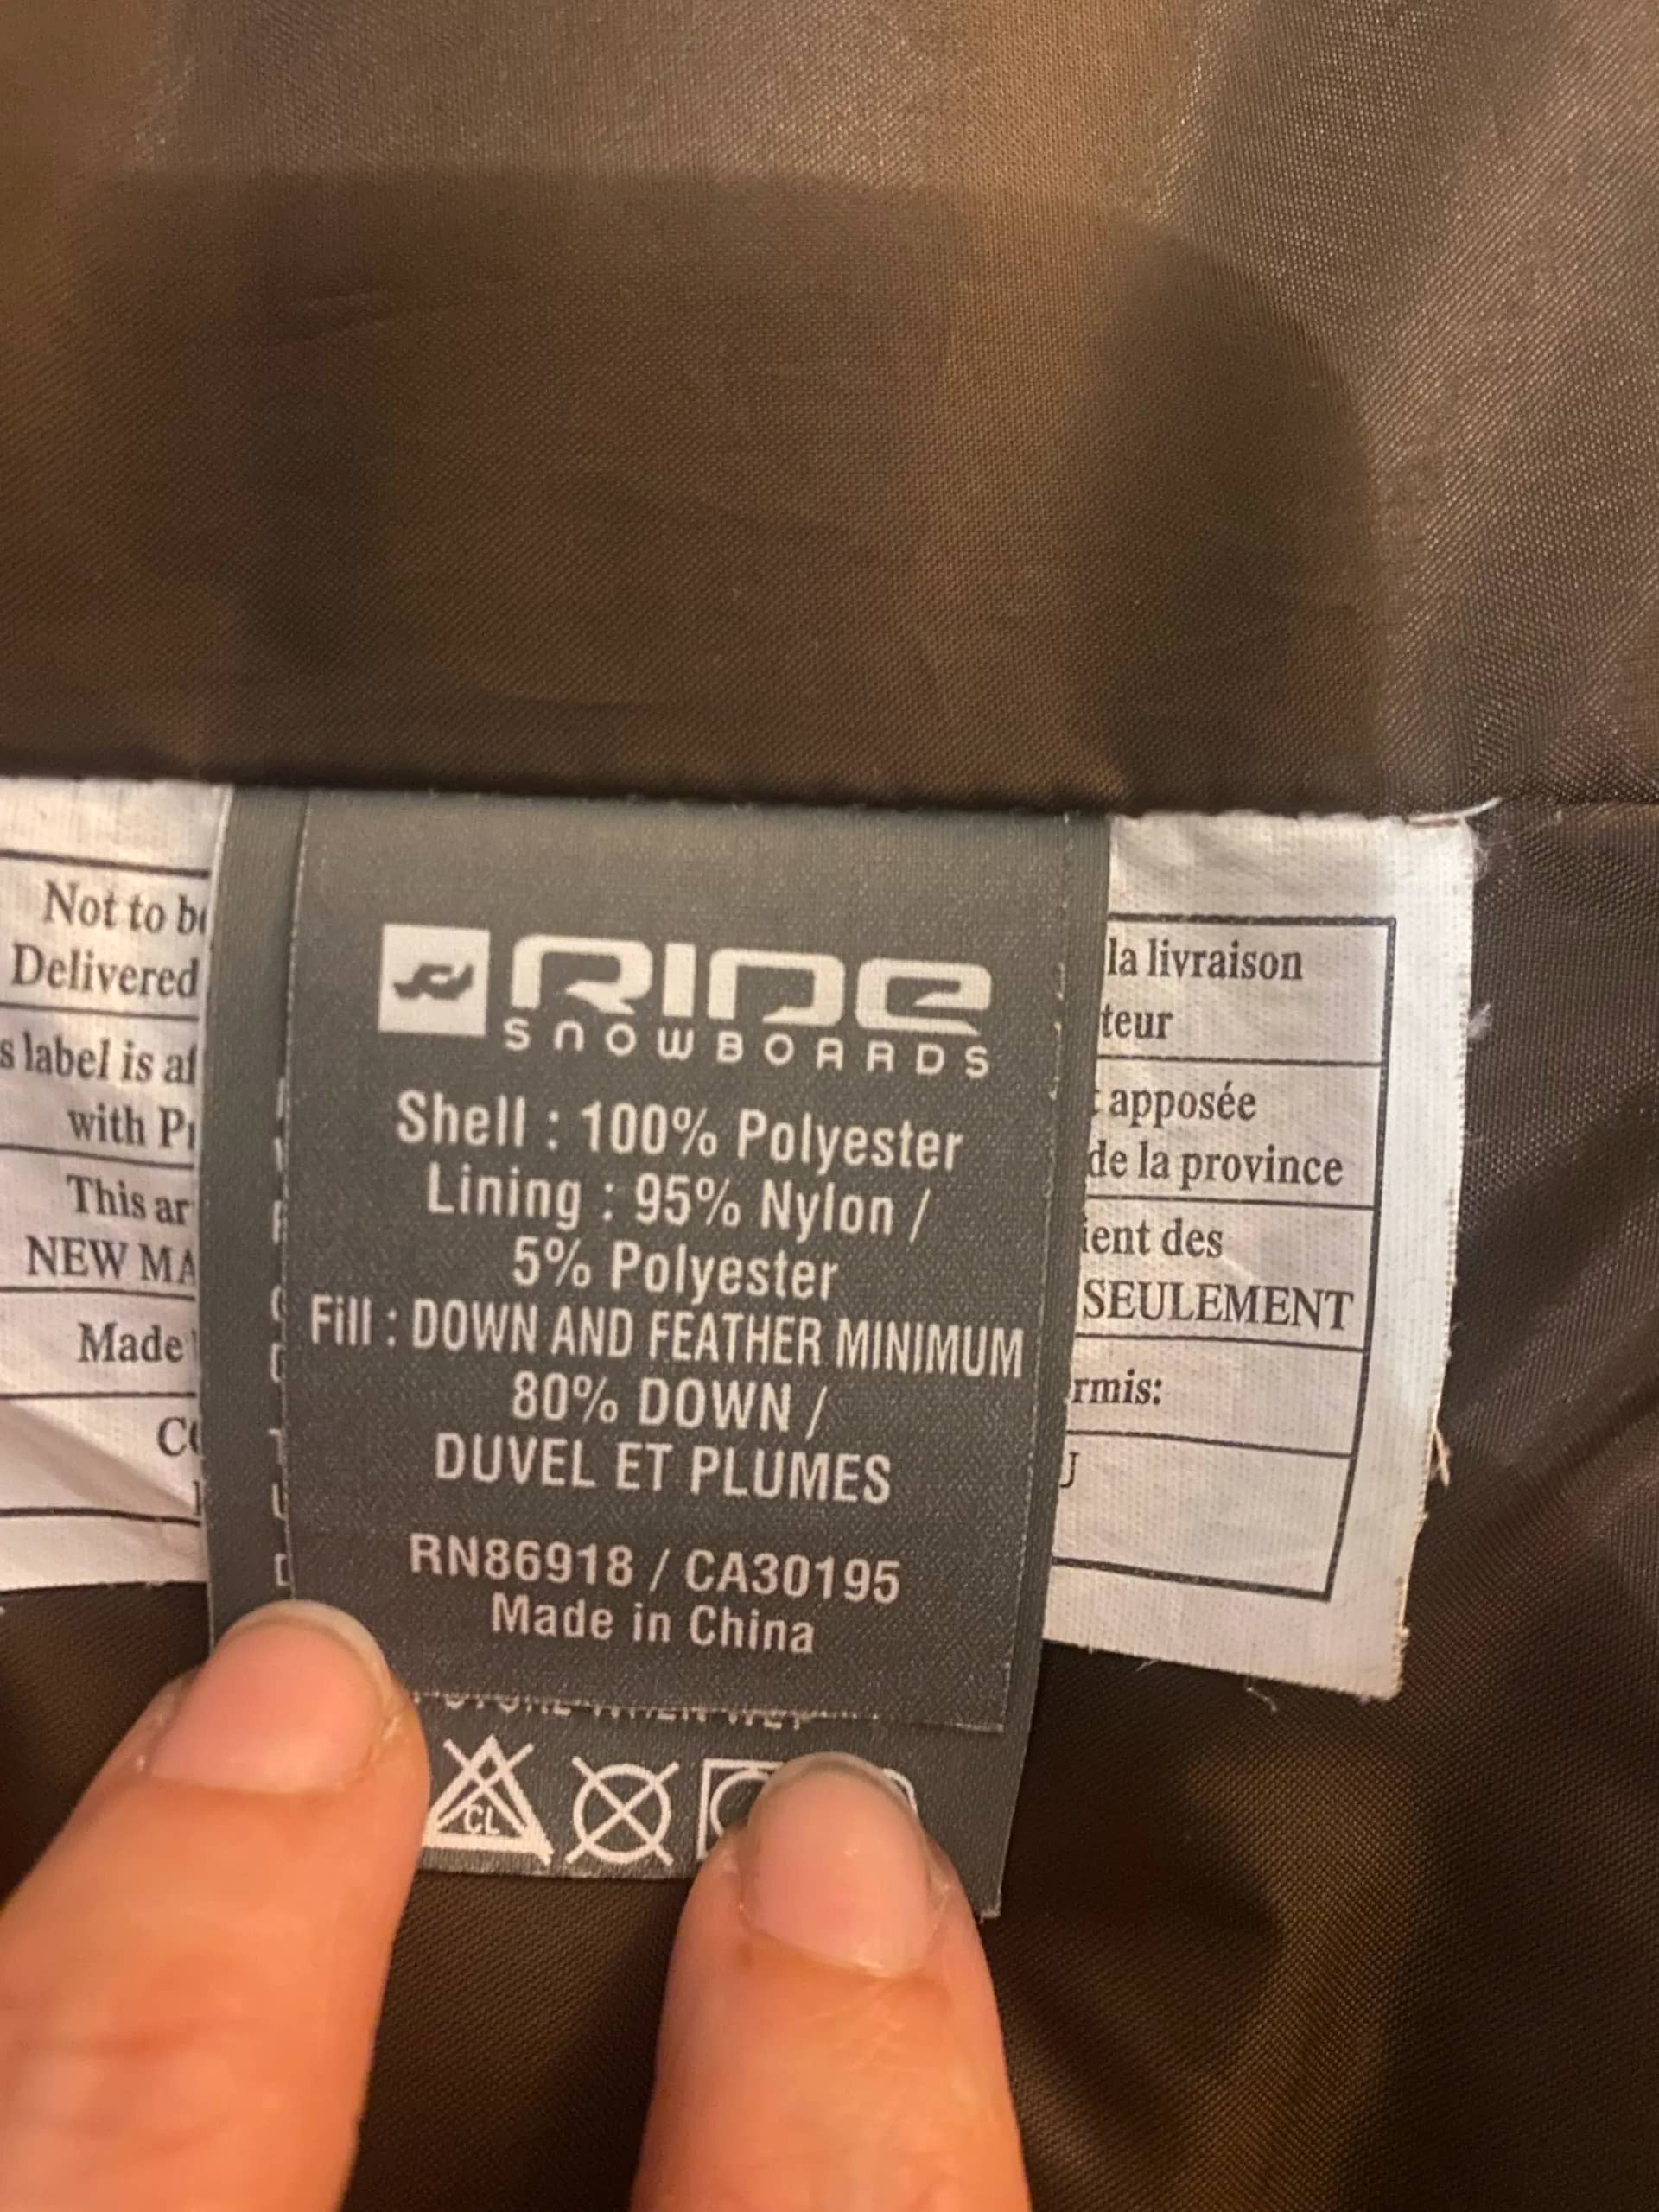 Not to
Delivered
label is
with
This
NEW
Made
RIDE
SNOWBOARDS
Shell : 100% Polyester
Lining : 95% Nylon /
5% Polyester
Fill : DOWN AND FEATHER MINIMUM
80% DOWN /
DUVEL ET PLUMES
RN86918 / CA30195
Made in China
CL
la livraison
teur
apposée
de la province
ient des
SEULEMENT
rmis: